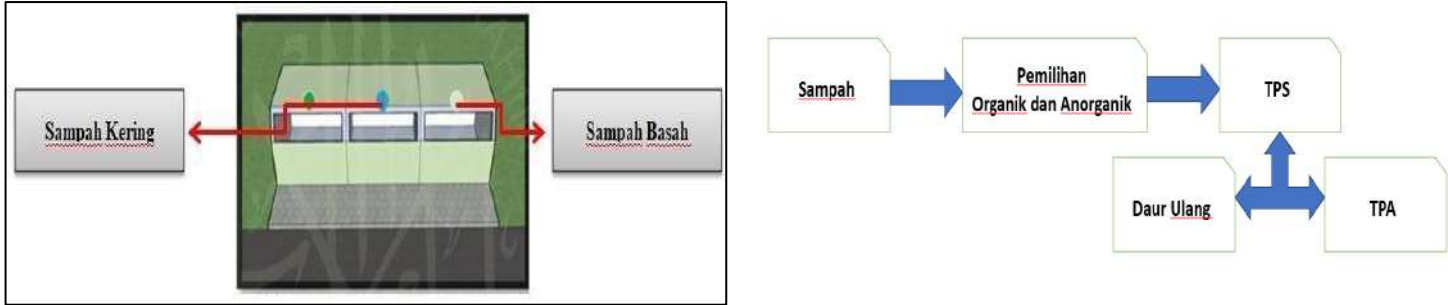 Sampah Kering
Sampah Basah
Sampah
Pemilihan
Organik dan Anorganik
TPS
Daur Ulang
TPA